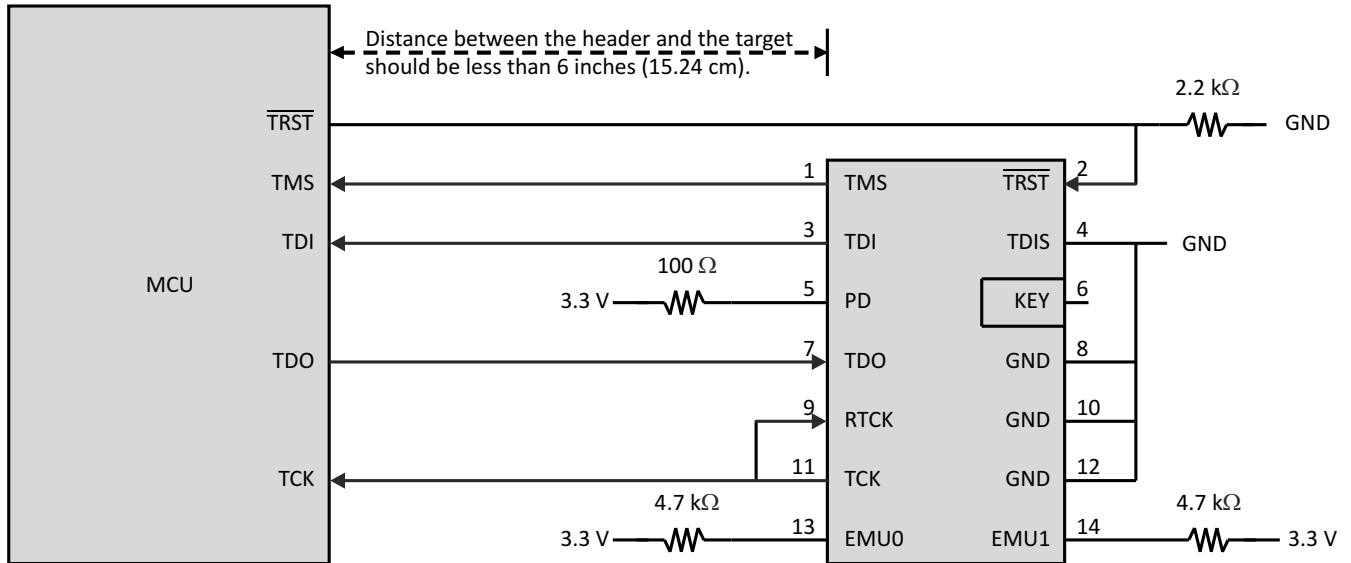 Distance between the header and the target
should be less than 6 inches (15.24 cm).
2.2 kΩ
TRST
GND
TMS
1
TMS
TRST
2
TDI
3
TDI
TDIS
4
GND
MCU
100 Ω
3.3 V
5
PD
KEY
6
TDO
7
TDO
GND
8
9
RTCK
GND
10
TCK
11
TCK
GND
12
4.7 kΩ
4.7 kΩ
3.3 V
13
EMU0
EMU1
14
3.3 V